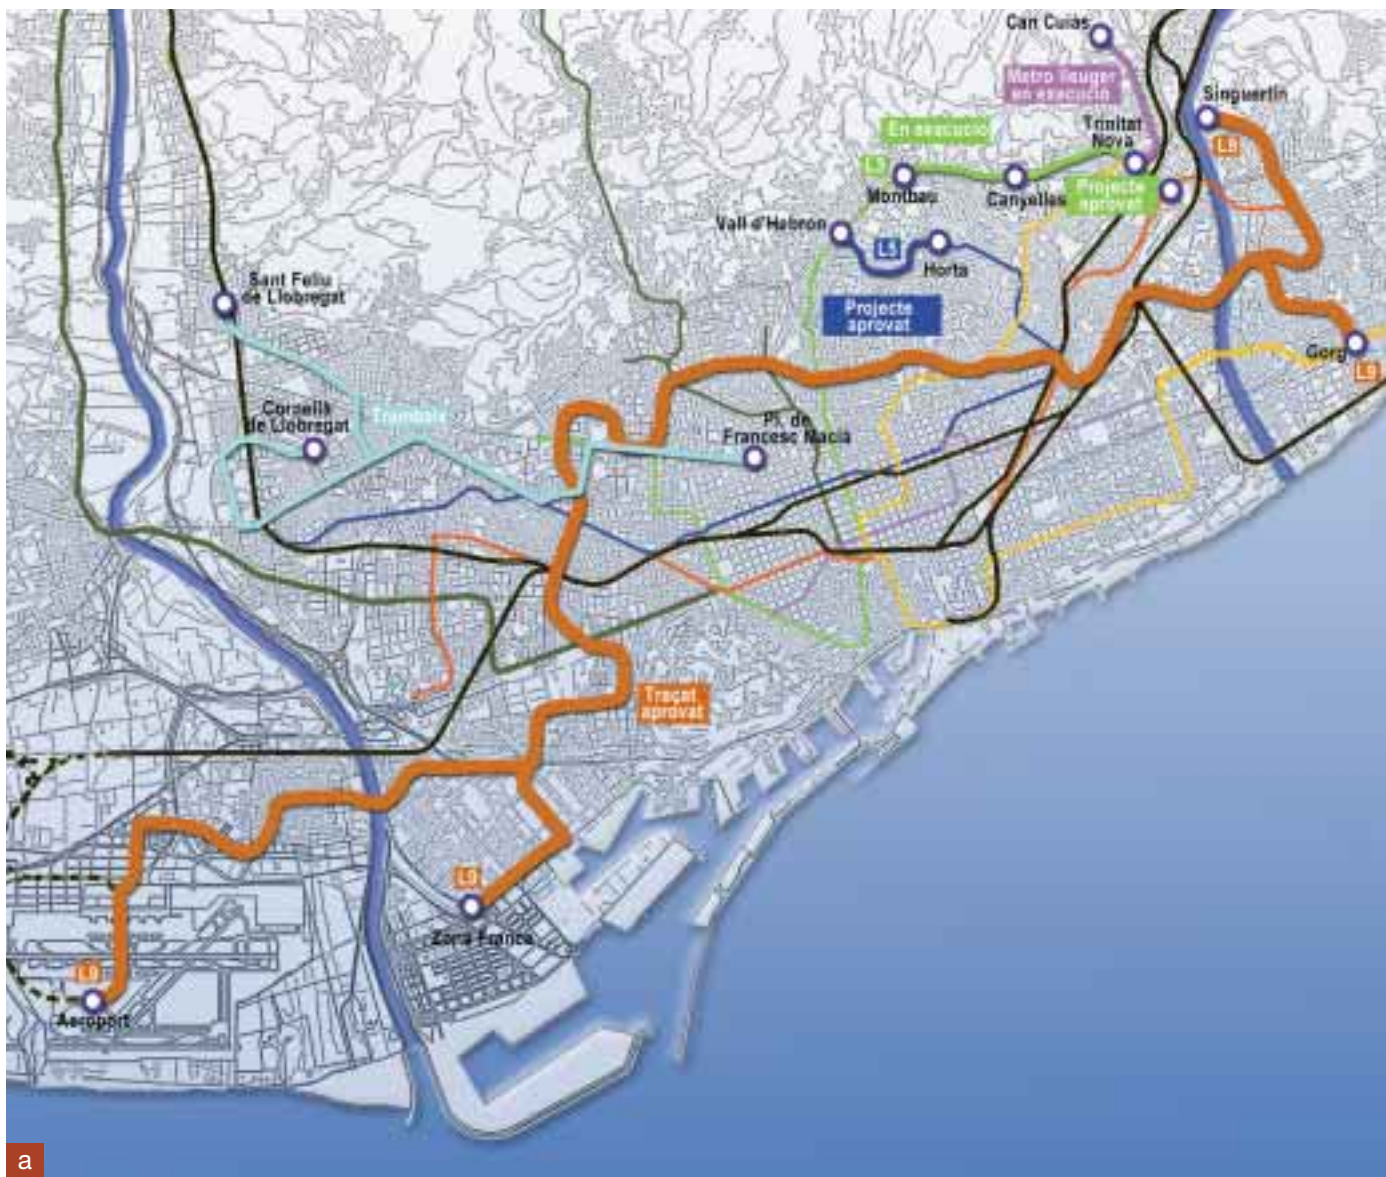 Can Cuiàs
Metro lleuger
en execució
Singuerlín
L9
Trinitat
Nova
En execució
L3
Montbau
Canyelles
Projecte
aprovat
Vall d'Hebron
L5
Horta
Projecte
aprovat
Sant Feliu
de Llobregat
Gorg
L9
Cornellà
de Llobregat
Trambaix
Pl. de
Francesc Macià
Traçat
aprovat
L9
Zona Franca
L9
Aeroport
a